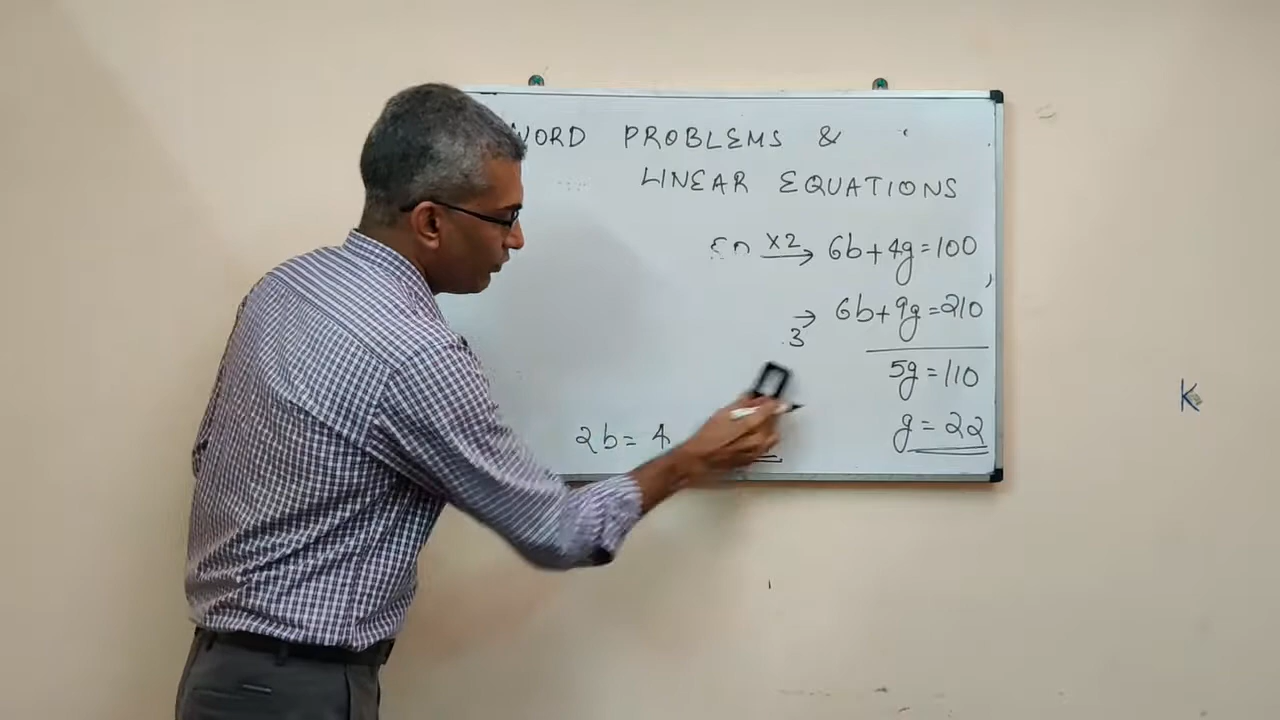 WORD PROBLEMS &
LINEAR EQUATIONS
X2 → 6b+4g=100
3 → 6b+9g=210
5g=110
g=22
2b=4
K